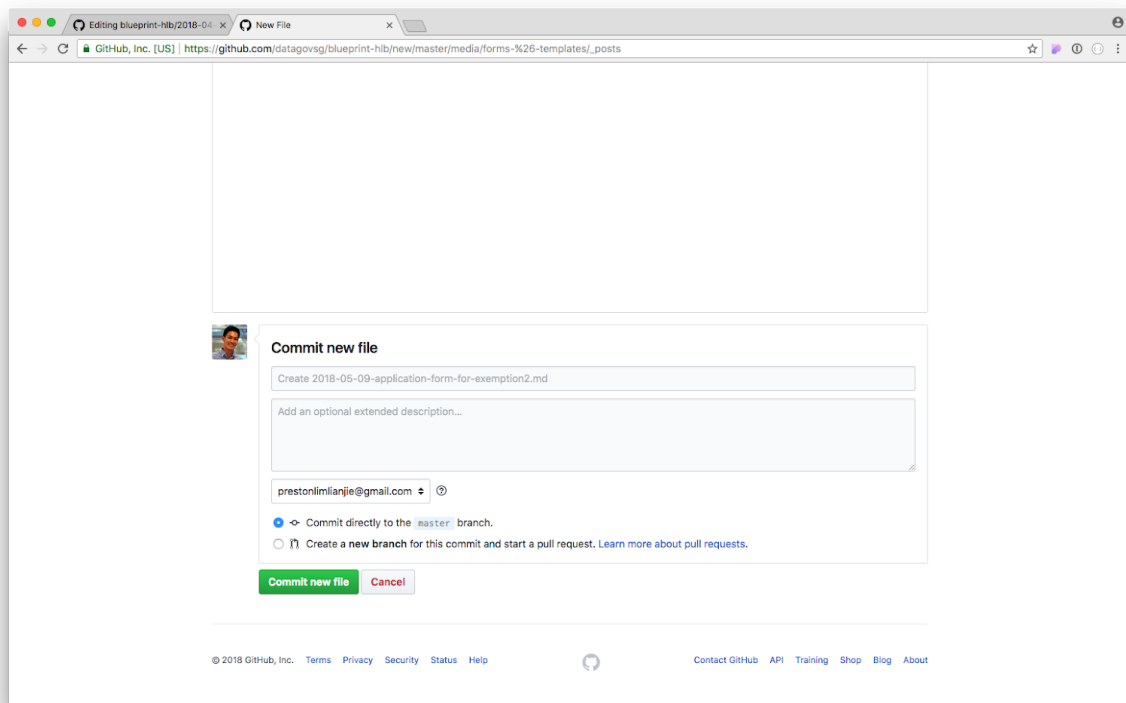 Editing blueprint-hlb/2018-04-
New File
GitHub, Inc. [US] | https://github.com/datagovsg/blueprint-hlb/new/master/media/forms-%26-templates/_posts
Commit new file
Create 2018-05-09-application-form-for-exemption2.md
Add an optional extended description...
prestonlimlianjie@gmail.com
Commit directly to the master branch.
Create a new branch for this commit and start a pull request. Learn more about pull requests.
Commit new file Cancel
© 2018 GitHub, Inc. Terms Privacy Security Status Help Contact GitHub API Training Shop Blog About